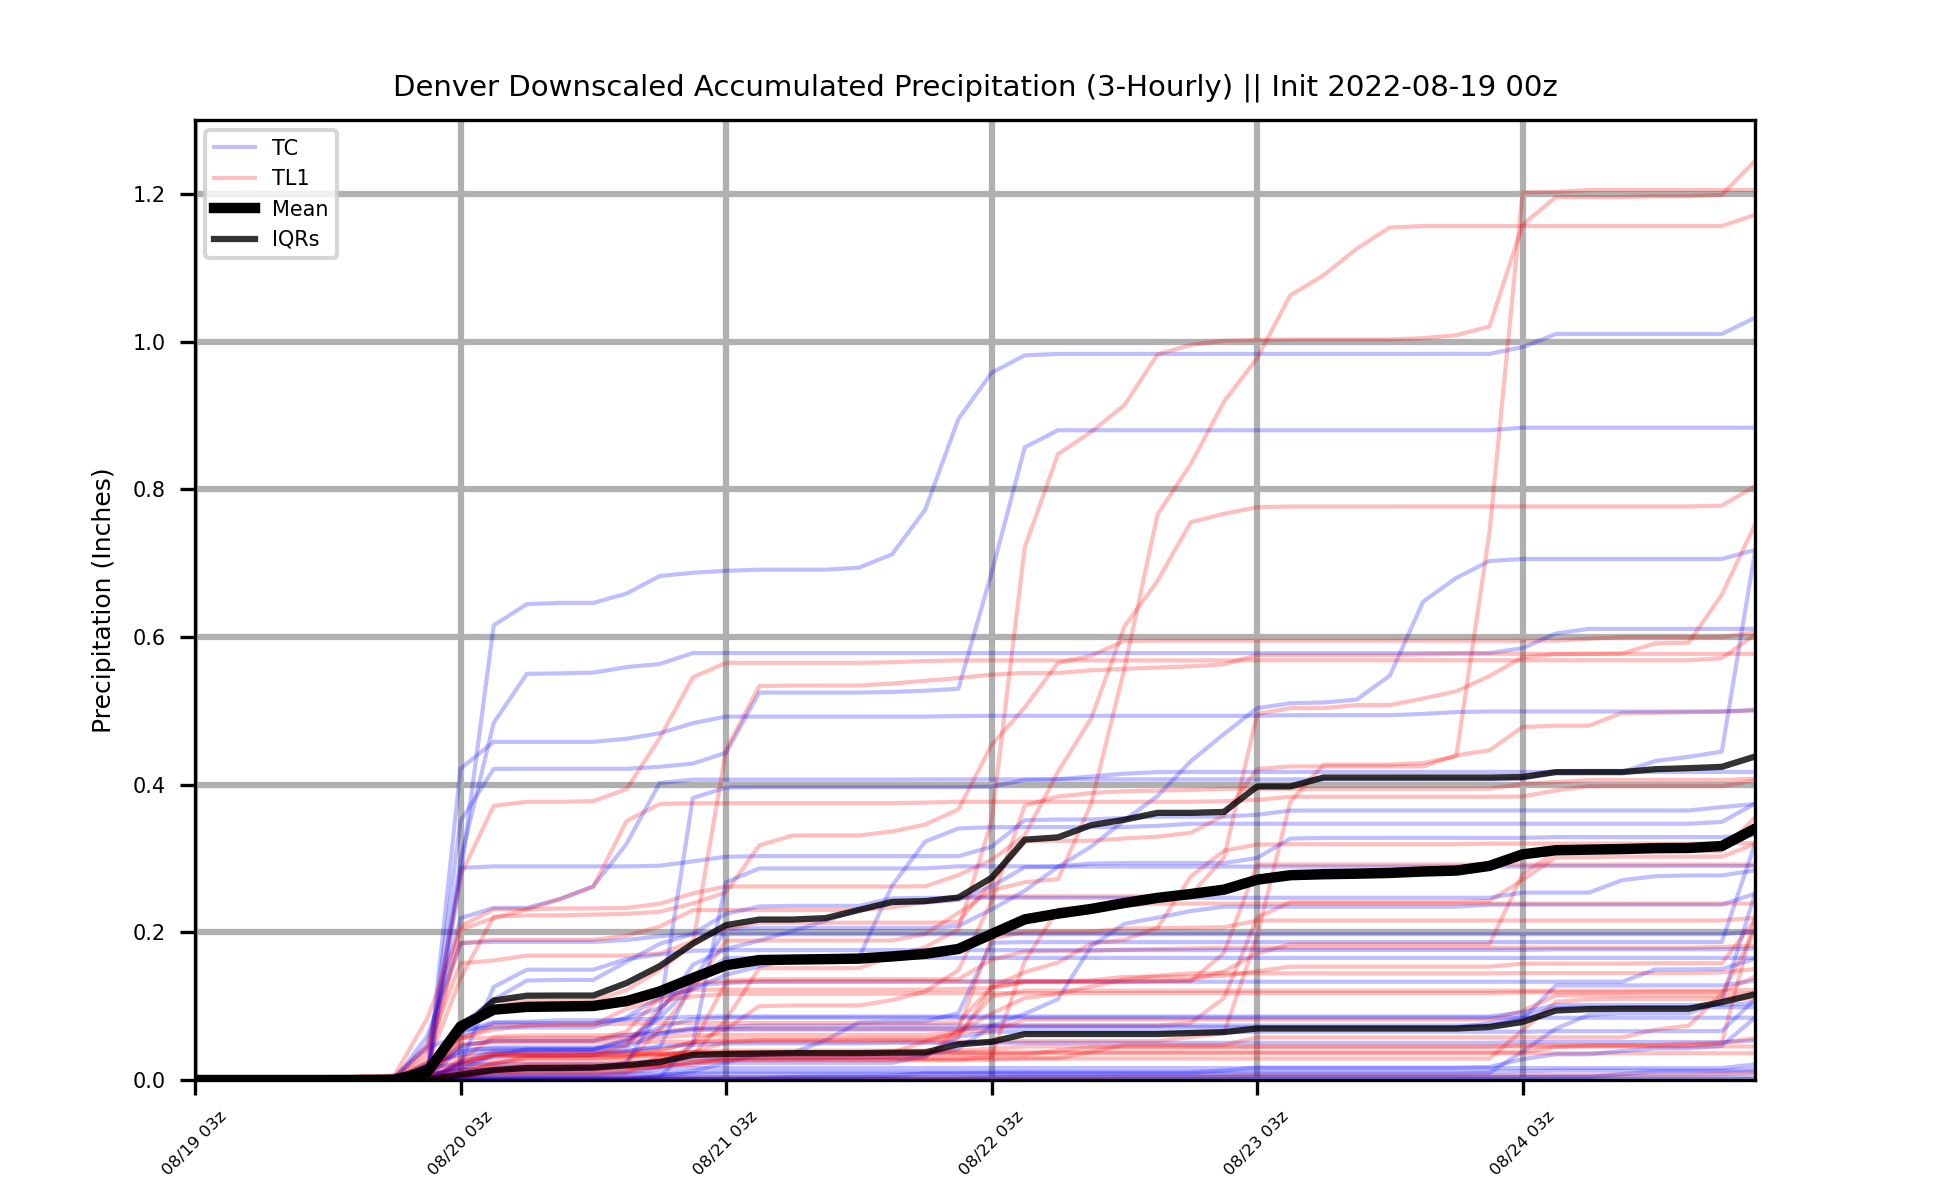 Denver Downscaled Accumulated Precipitation (3-Hourly) || Init 2022-08-19 00z
TC
TL1
Mean
IQRs
Precipitation (Inches)
1.2
1.0
0.8
0.6
0.4
0.2
0.0
08/19 03z
08/20 03z
08/21 03z
08/22 03z
08/23 03z
08/24 03z